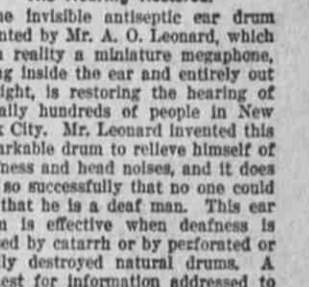 ne invisible antiseptic ear drum
nted by Mr. A. O. Leonard, which
n reality a miniature megaphone,
ng inside the ear and entirely out
ight, is restoring the hearing of
ally hundreds of people in New
k City. Mr. Leonard invented this
arkable drum to relieve himself of
ness and head noises, and it does
so successfully that no one could
that he is a deaf man. This ear
m is effective when deafness is
ed by catarrh or by perforated or
ly destroyed natural drums. A
est for information addressed to